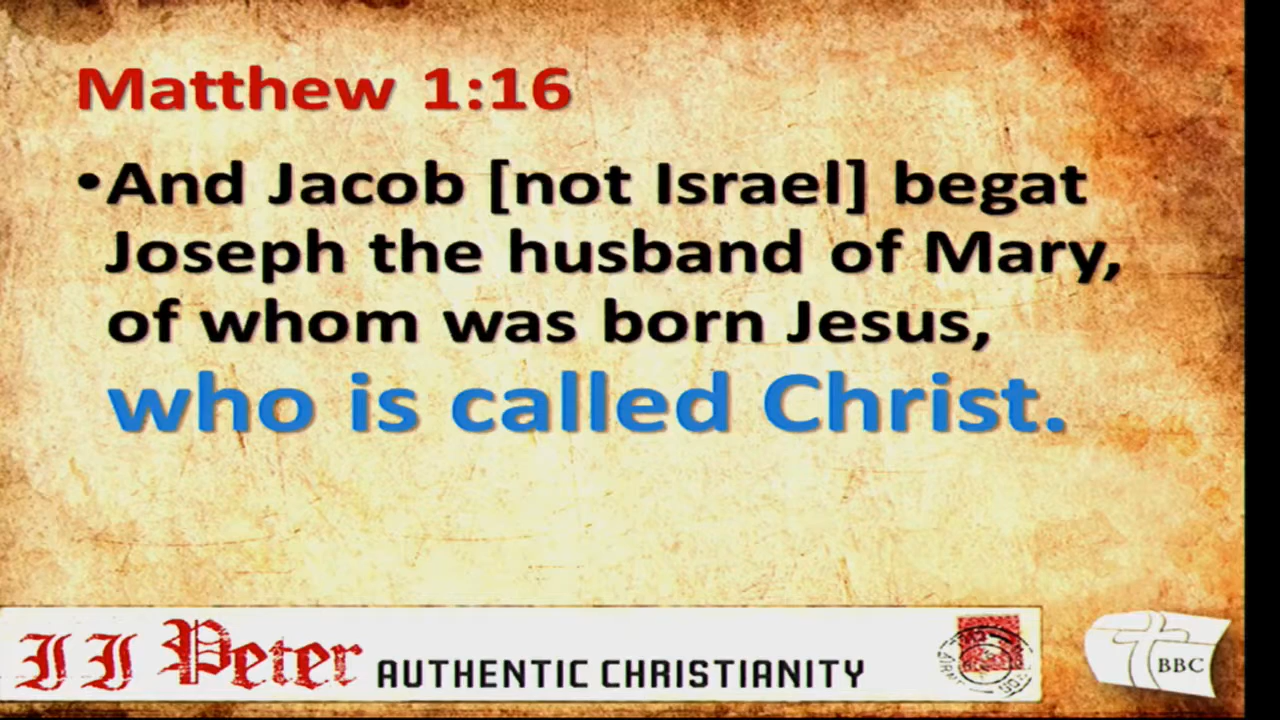 Matthew 1:16
•And Jacob [not Israel] begat
Joseph the husband of Mary,
of whom was born Jesus,
who is called Christ.
JJ Peter AUTHENTIC CHRISTIANITY
BBC